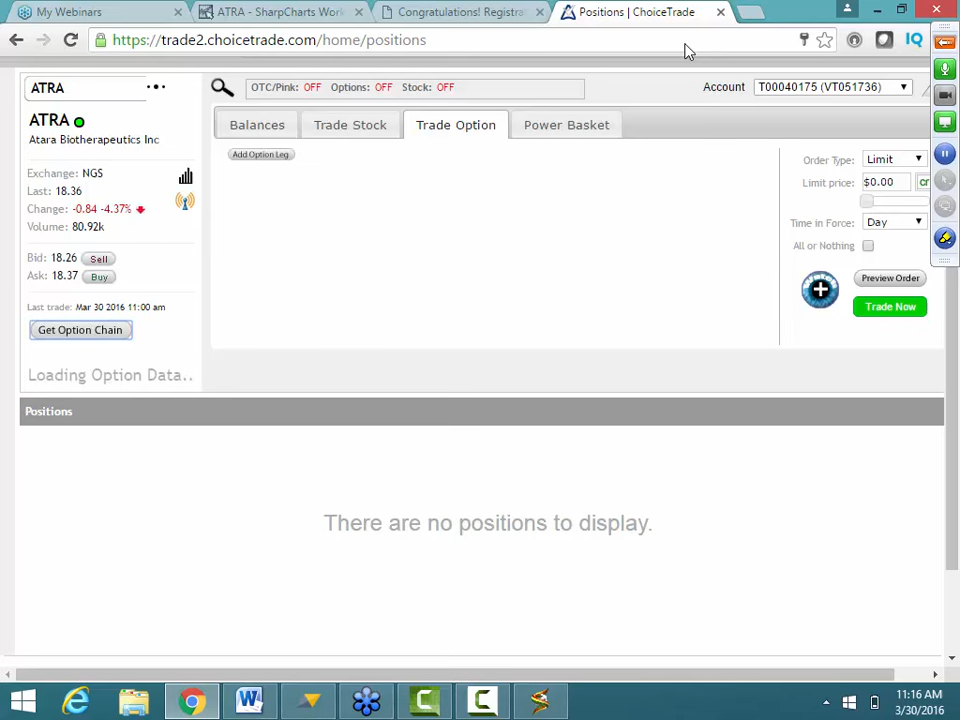 My Webinars
ATRA - SharpCharts Work
Congratulations! Registra
Positions | ChoiceTrade
https://trade2.choicetrade.com/home/positions
IQ
ATRA
OTC/Pink: OFF Options: OFF Stock: OFF
Account T00040175 (VT051736)
ATRA
Atara Biotherapeutics Inc
Balances
Trade Stock
Trade Option
Power Basket
Add Option Leg
Exchange: NGS
Last: 18.36
Change: -0.84 -4.37%
Volume: 80.92k
Bid: 18.26 Sell
Ask: 18.37 Buy
Last trade: Mar 30 2016 11:00 am
Get Option Chain
Loading Option Data..
Order Type: Limit
Limit price: $0.00 cr
Time in Force: Day
All or Nothing
Preview Order
Trade Now
Positions
There are no positions to display.
11:16 AM
3/30/2016